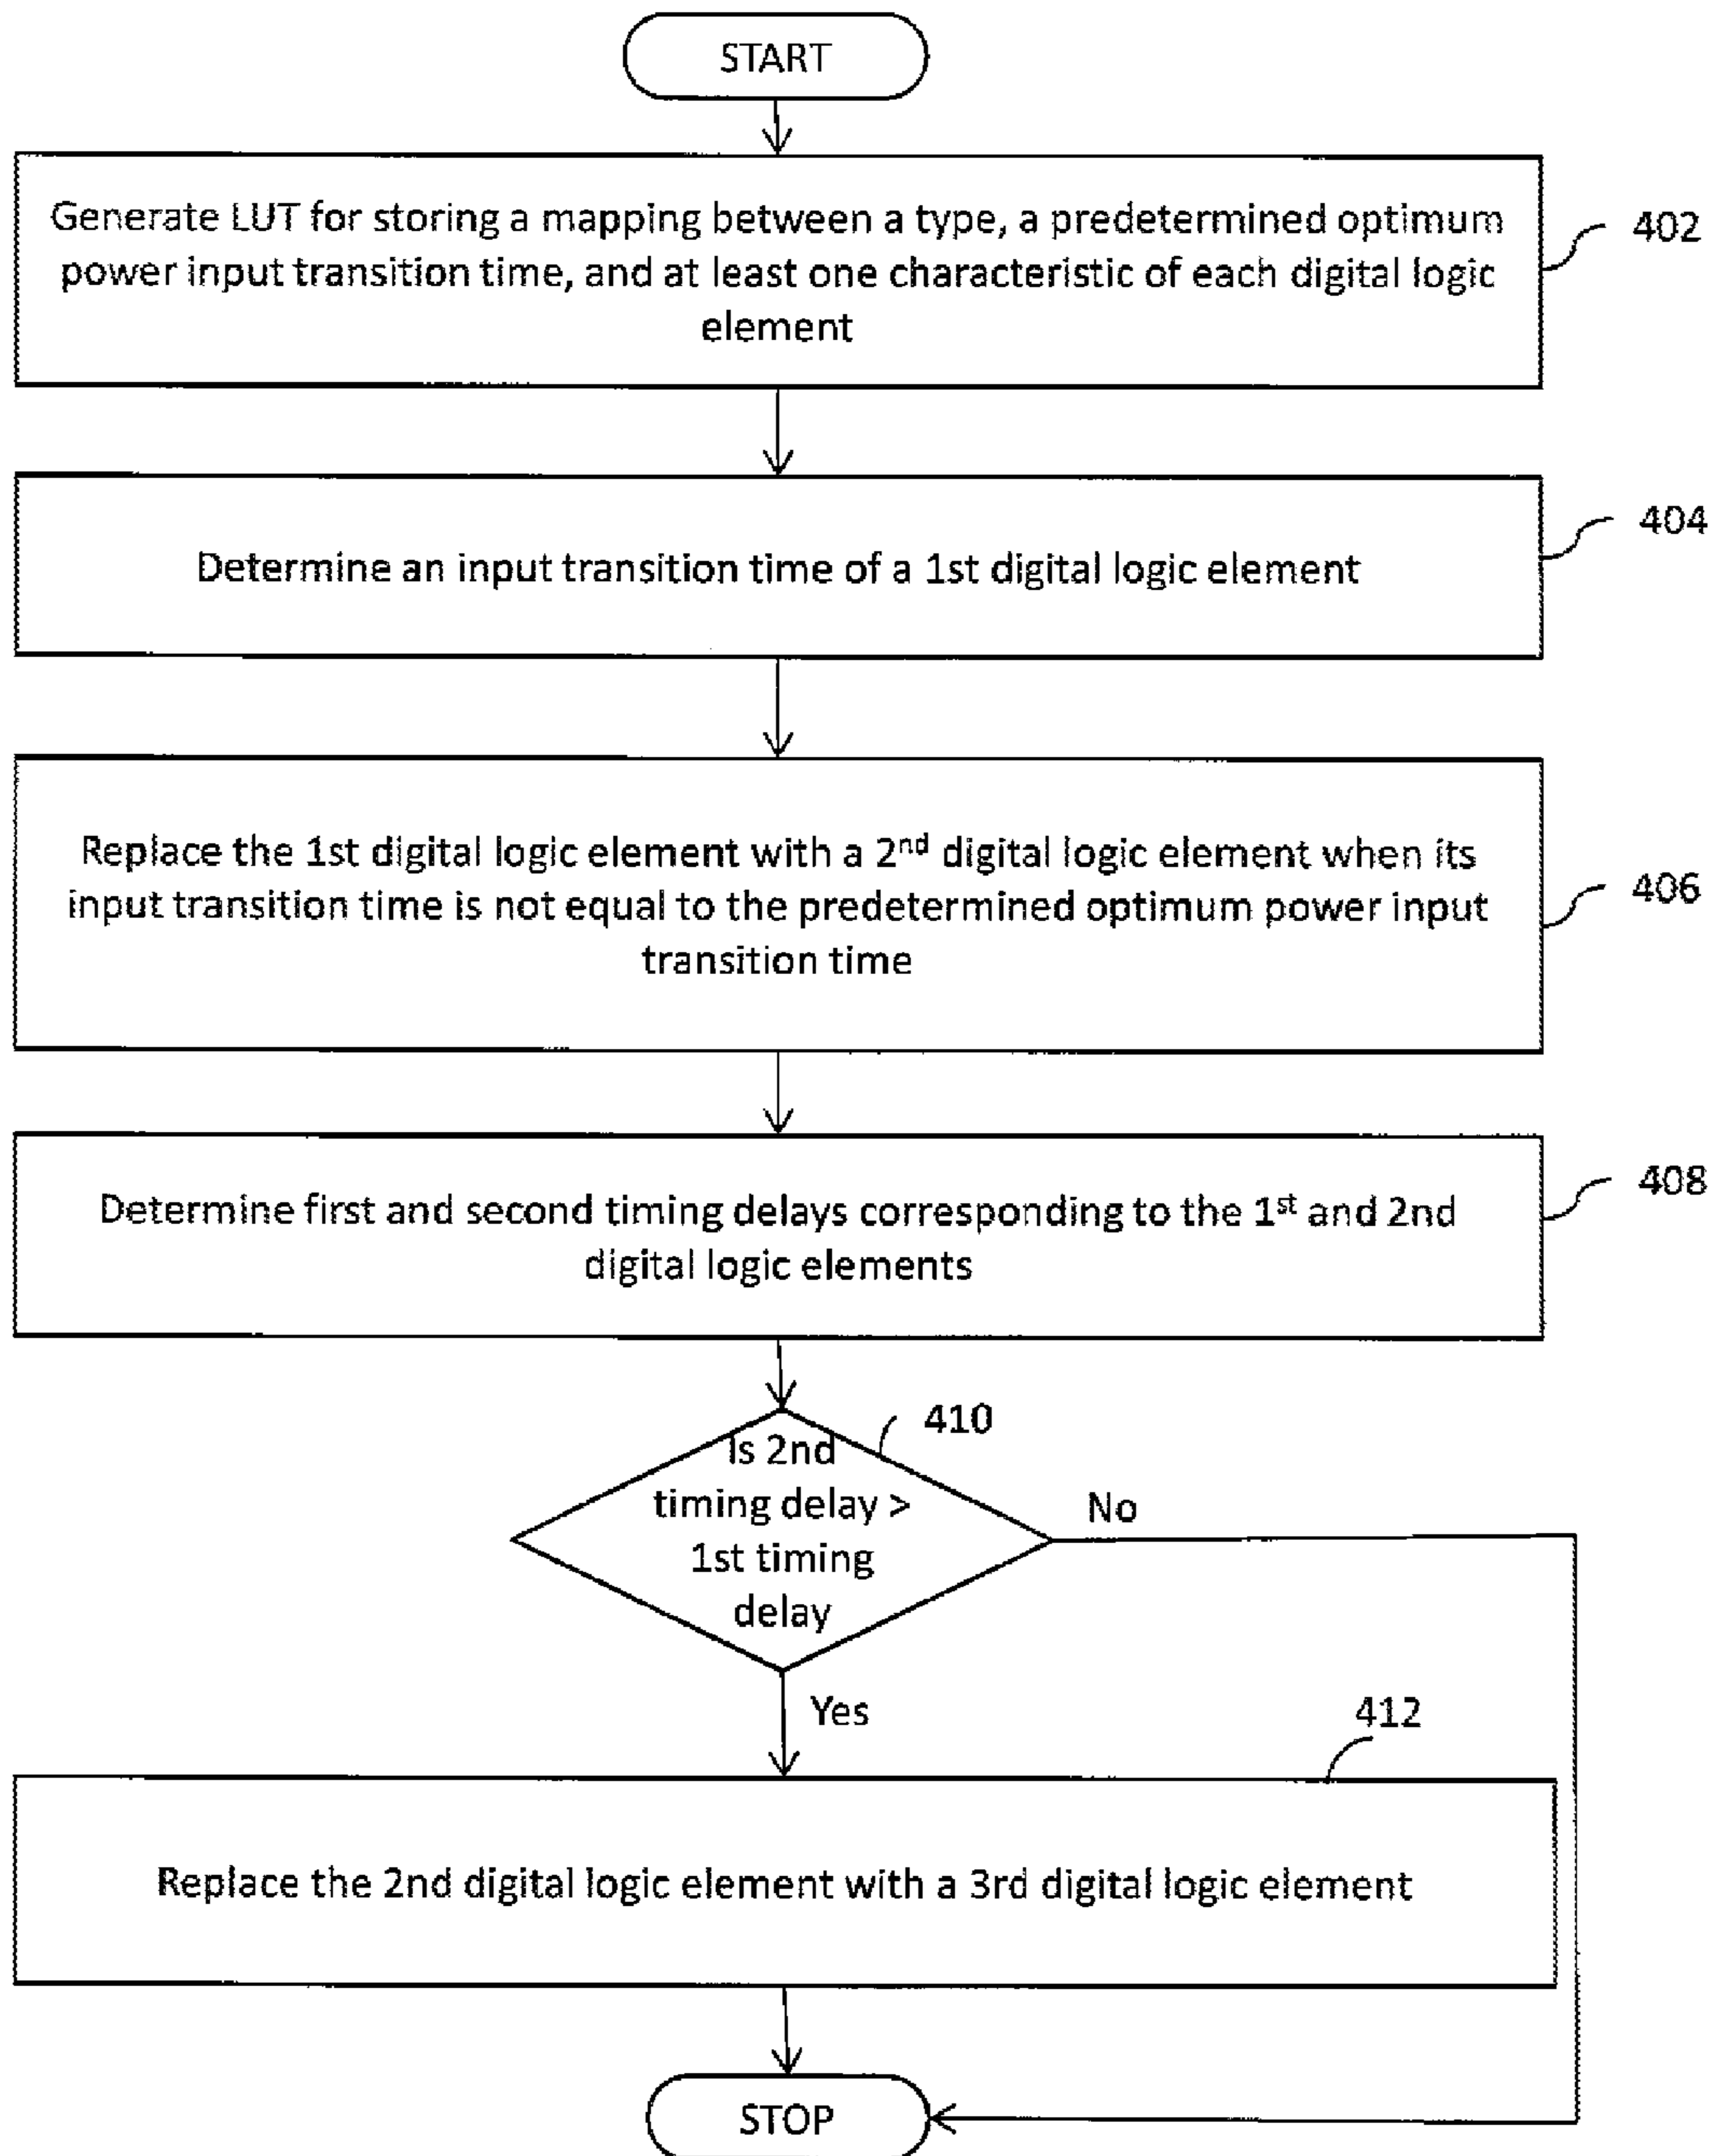 START
Generate LUT for storing a mapping between a type, a predetermined optimum
power input transition time, and at least one characteristic of each digital logic
element
402
Determine an input transition time of a 1st digital logic element
404
Replace the 1st digital logic element with a 2nd digital logic element when its
input transition time is not equal to the predetermined optimum power input
transition time
406
Determine first and second timing delays corresponding to the 1st and 2nd
digital logic elements
408
410
Is 2nd
timing delay >
1st timing
delay
No
Yes
412
Replace the 2nd digital logic element with a 3rd digital logic element
STOP